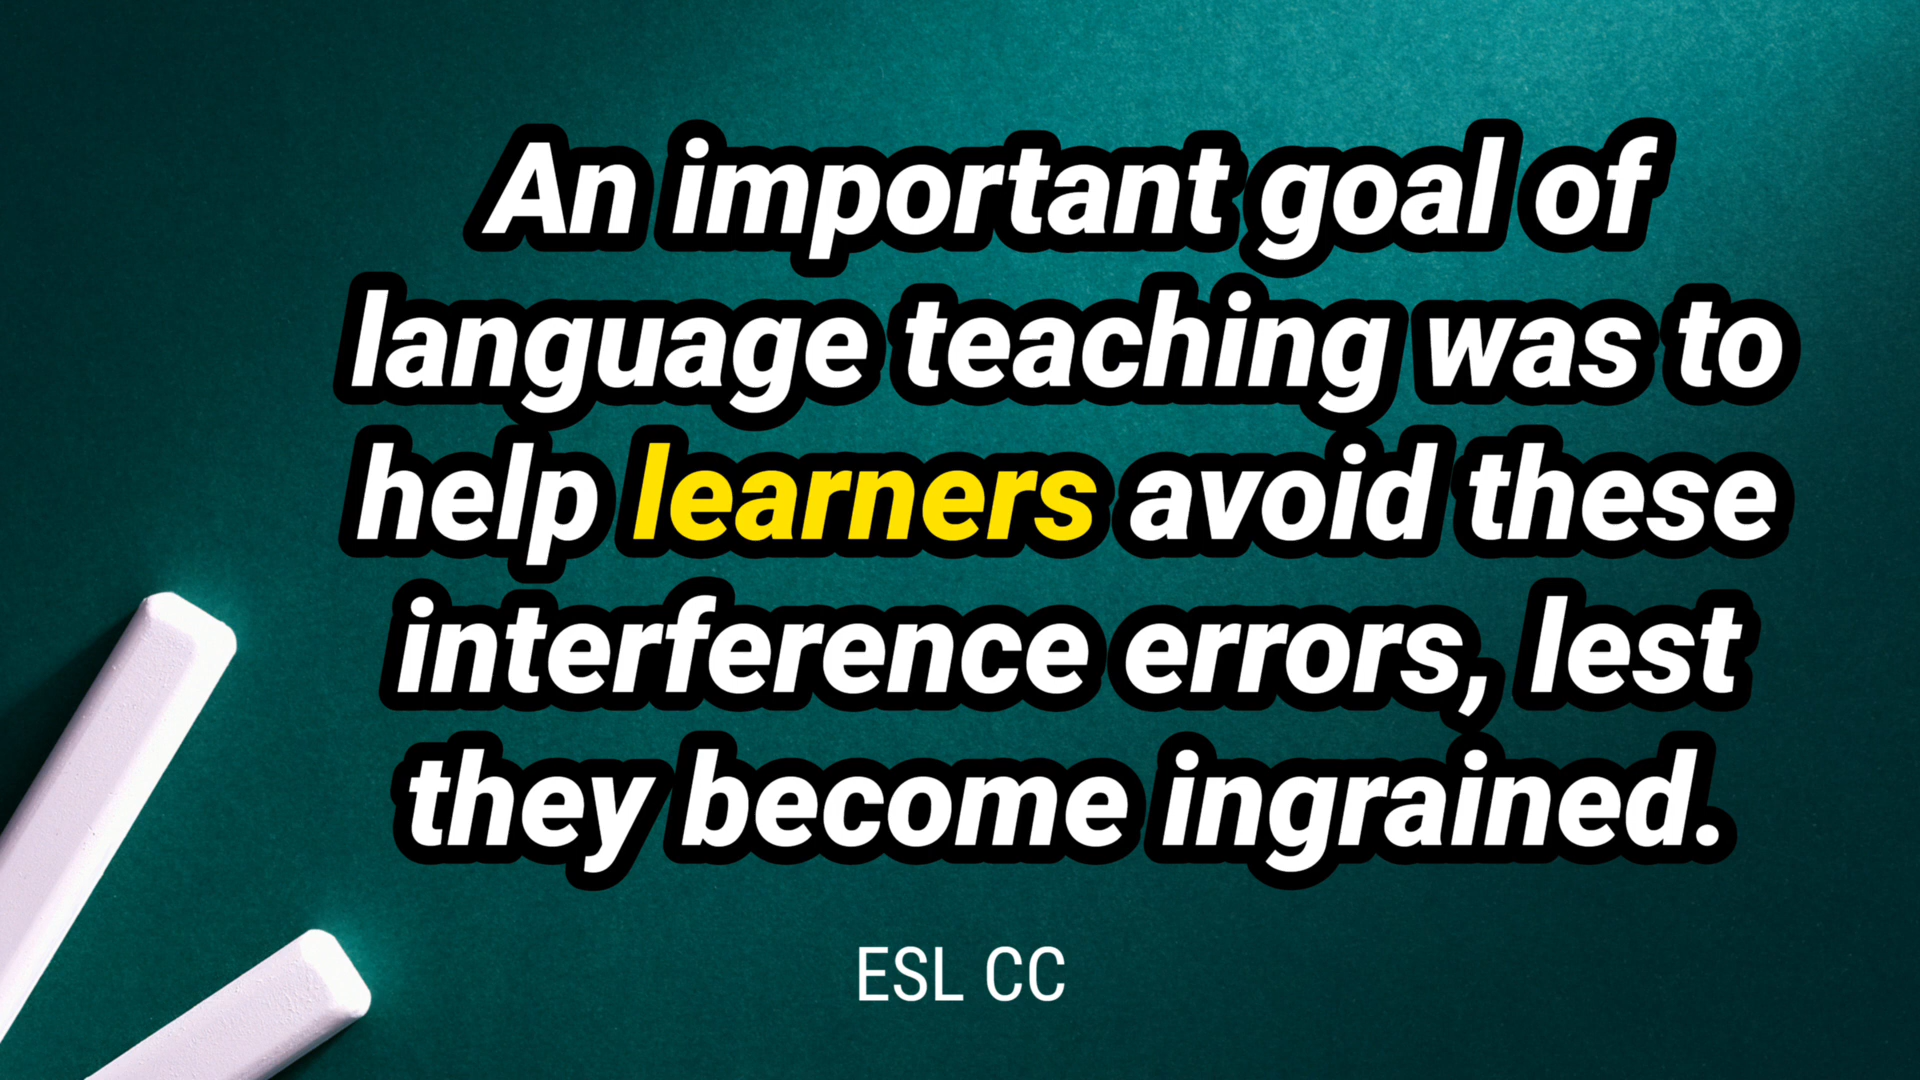 An important goal of
language teaching was to
help learners avoid these
interference errors, lest
they become ingrained.
ESL CC